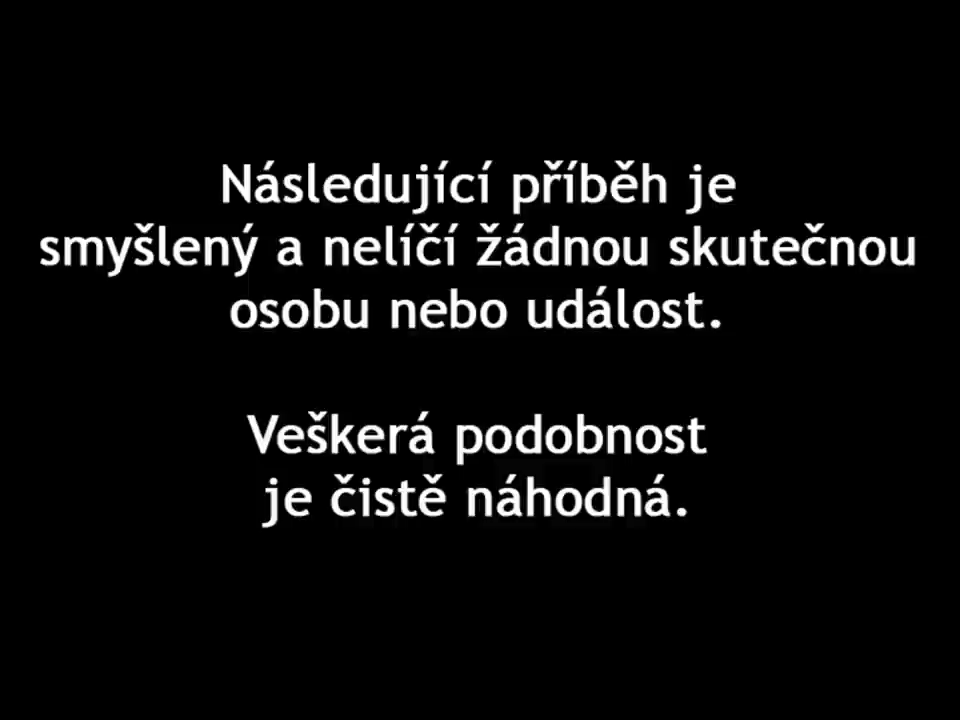 Následující příběh je
smyšlený a nelíčí žádnou skutečnou
osobu nebo událost.
Veškerá podobnost
je čistě náhodná.